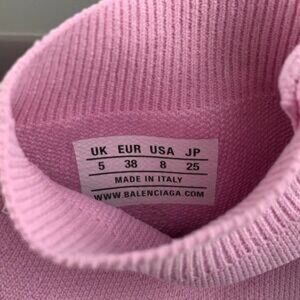 UK EUR USA JP
5 38 8 25
MADE IN ITALY
WWW.BALENCIAGA.COM